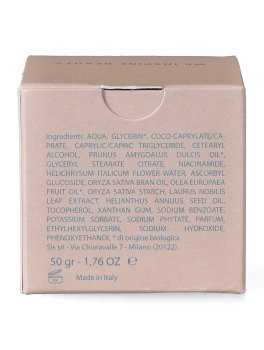 WE INSPIRE BEAUTY
Ingredienti: AQUA, GLYCERIN*, COCO-CAPRYLATE/CA-
PRATE, CAPRYLIC/CAPRIC TRIGLYCERIDE, CETEARYL
ALCOHOL, PRUNUS AMYGDALUS DULCIS OIL*,
GLYCERYL STEARATE CITRATE, NIACINAMIDE,
HELICHRYSUM ITALICUM FLOWER WATER, ASCORBYL
GLUCOSIDE, ORYZA SATIVA BRAN OIL, OLEA EUROPAEA
FRUIT OIL*, ORYZA SATIVA STARCH, LAURUS NOBILIS
LEAF EXTRACT, HELIANTHUS ANNUUS SEED OIL,
TOCOPHEROL, XANTHAN GUM, SODIUM BENZOATE,
POTASSIUM SORBATE, SODIUM PHYTATE, PARFUM,
ETHYLHEXYLGLYCERIN, SODIUM HYDROXIDE,
PHENOXYETHANOL * di origine biologica
Sis srl - Via Chiaravalle 7 - Milano (20122)
50 gr - 1,76 OZ
Made in Italy